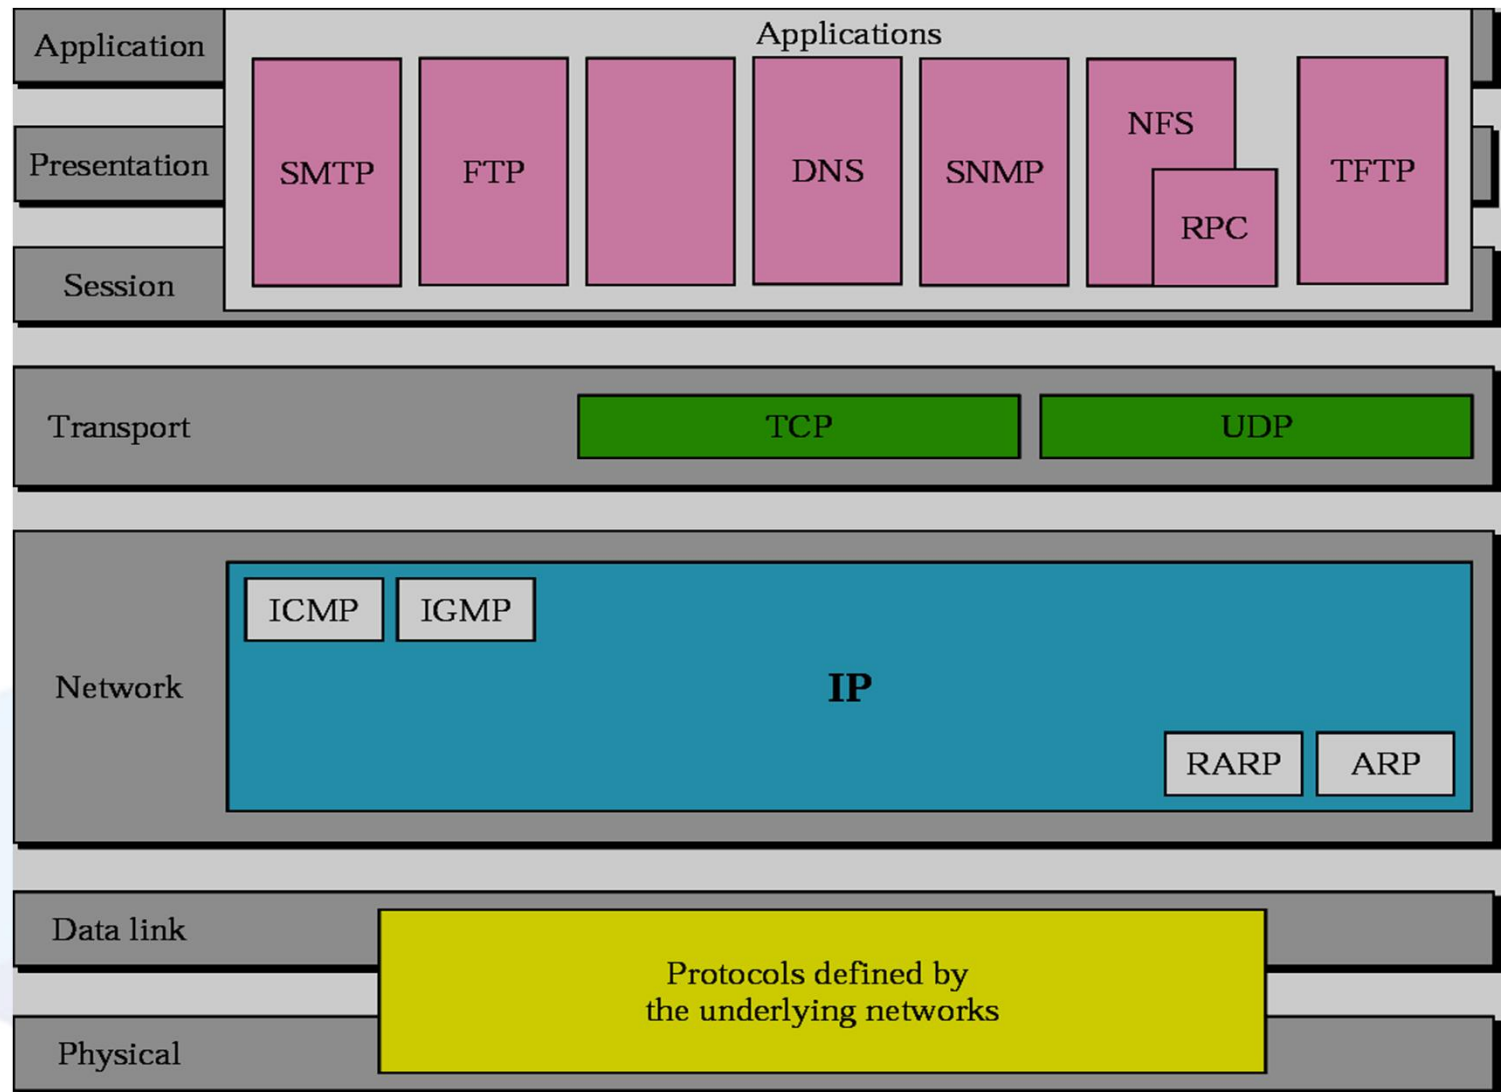 Application
Applications
SMTP
FTP
DNS
SNMP
NFS
RPC
TFTP
Presentation
Session
Transport
TCP
UDP
Network
ICMP
IGMP
IP
RARP
ARP
Data link
Protocols defined by
the underlying networks
Physical